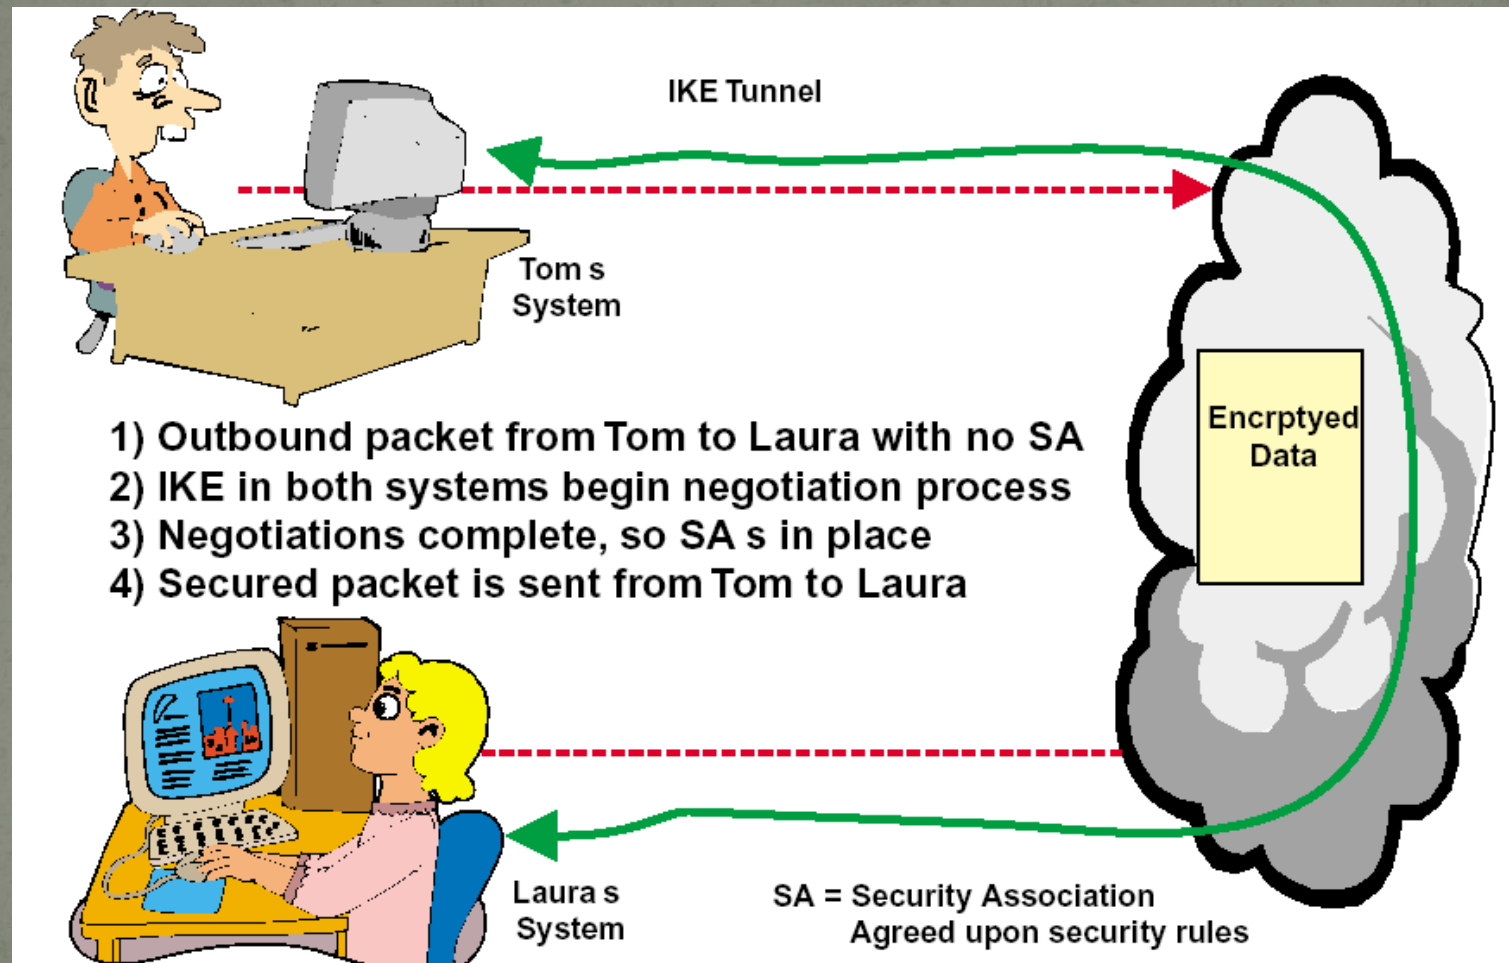 IKE Tunnel
Tom s
System
1) Outbound packet from Tom to Laura with no SA
2) IKE in both systems begin negotiation process
3) Negotiations complete, so SA s in place
4) Secured packet is sent from Tom to Laura
Encrptyed
Data
Laura s
System
SA = Security Association
Agreed upon security rules